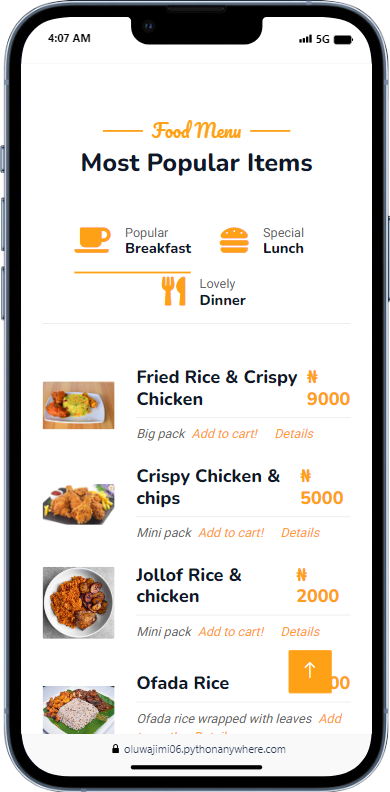 4:07 AM 5G
Food Menu
Most Popular Items
Popular
Breakfast
Special
Lunch
Lovely
Dinner
Fried Rice & Crispy ₦
Chicken 9000
Big pack Add to cart! Details
Crispy Chicken & ₦
chips 5000
Mini pack Add to cart! Details
Jollof Rice & ₦
chicken 2000
Mini pack Add to cart! Details
Ofada Rice
Ofada rice wrapped with leaves Add
oluwajimi06.pythonanywhere.com